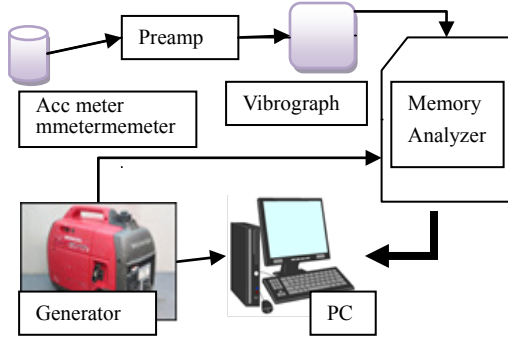 Preamp
Acc meter
mmetermemeter
Vibrograph
Memory
Analyzer
Generator
PC